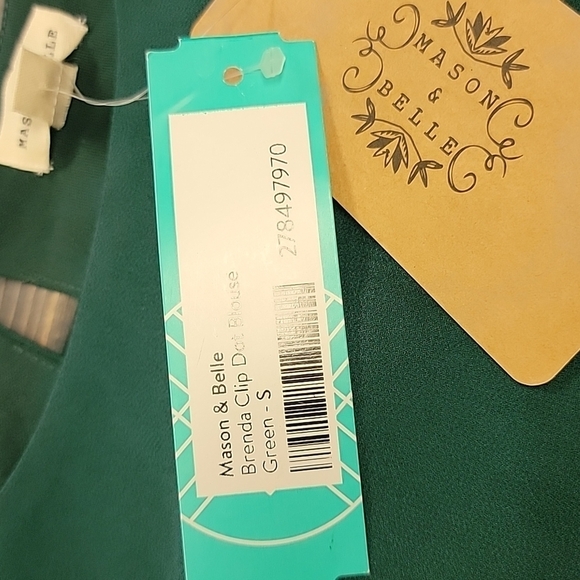 MASON
&
BELLE
Mason & Belle
Brenda Clip Dot Blouse
Green - S
278497970